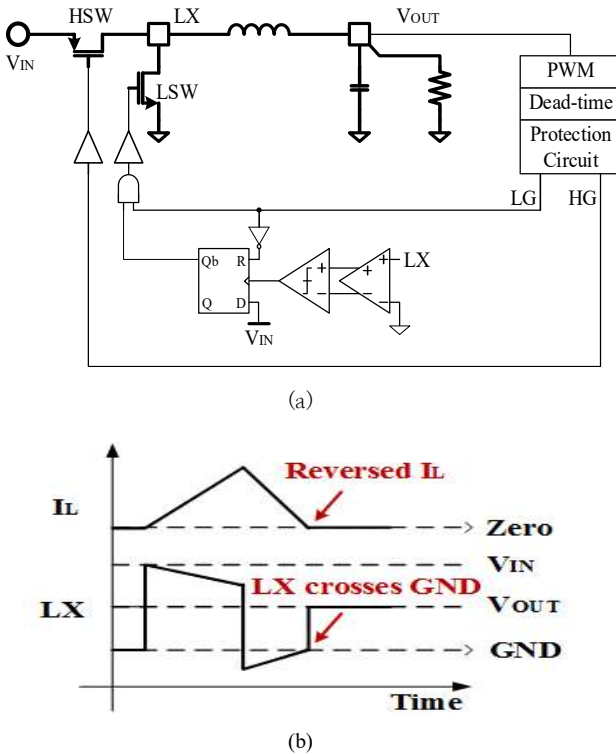 HSW
LX
VOUT
VIN
LSW
PWM
Dead-time
Protection
Circuit
LG
HG
Qb
R
+
+
+
LX
Q
D
−
−
−
VIN
(a)
Reversed IL
IL
Zero
VIN
LX crosses GND
VOUT
LX
GND
Time
(b)